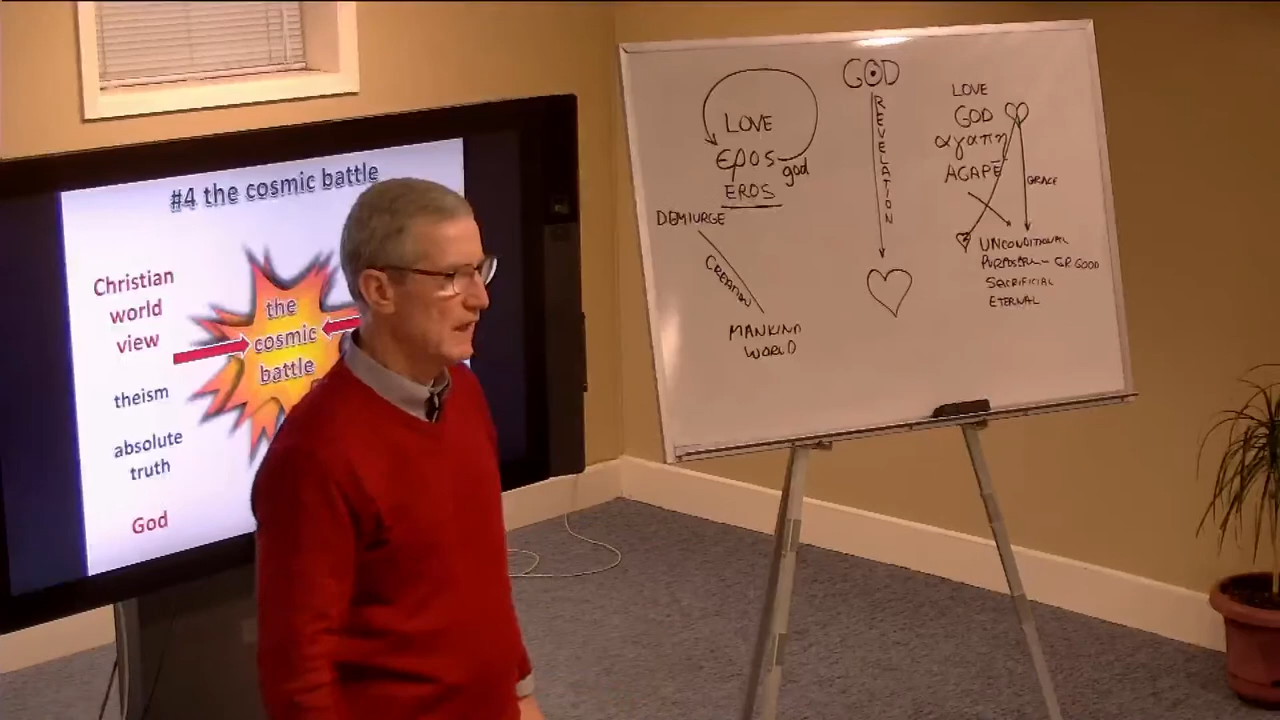 #4 the cosmic battle
Christian
world
view
theism
absolute
truth
God
the
cosmic
battle
LOVE
ερος
god
EROS
DEMIURGE
CREATION
MANKIND
WORLD
GOD
REVELATION
LOVE
GOD
αγαπη
AGAPĒ
GRACE
UNCONDITIONAL
SACRIFICIAL
ETERNAL